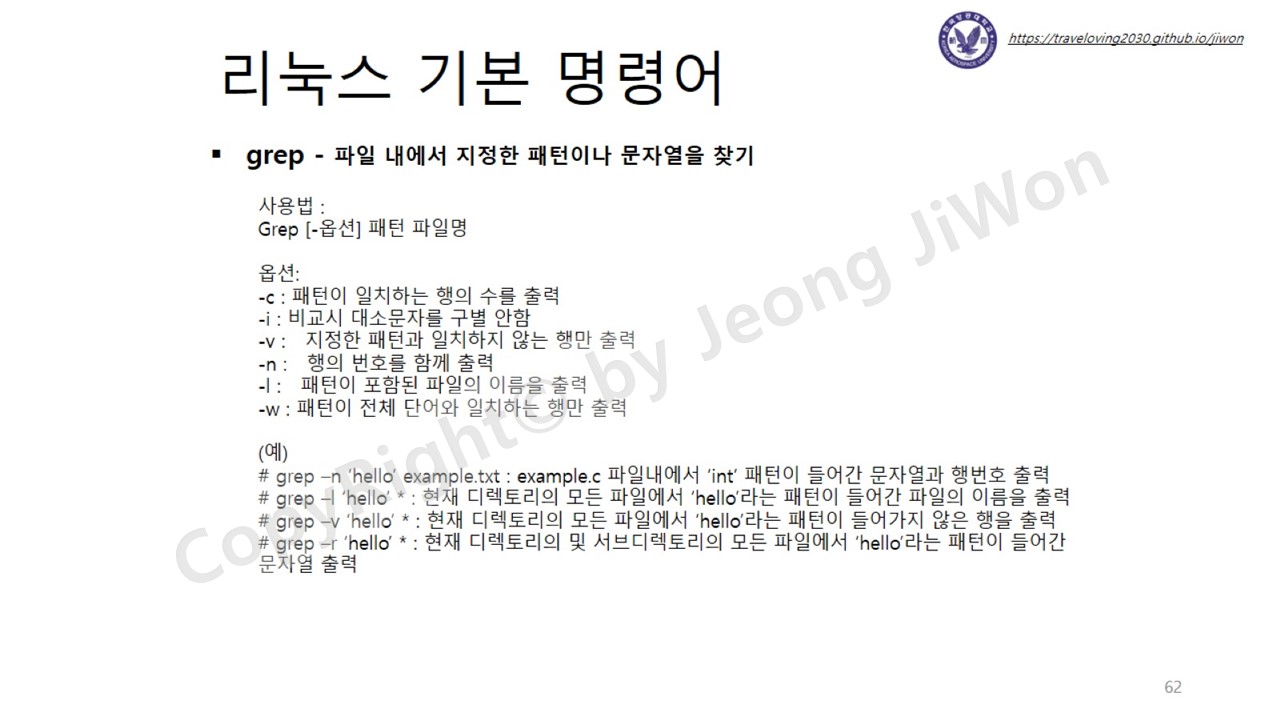 https://traveloving2030.github.io/jiwon
리눅스 기본 명령어
▪ grep - 파일 내에서 지정한 패턴이나 문자열을 찾기
사용법 :
Grep [-옵션] 패턴 파일명
옵션:
-c : 패턴이 일치하는 행의 수를 출력
-i : 비교시 대소문자를 구별 안함
-v : 지정한 패턴과 일치하지 않는 행만 출력
-n : 행의 번호를 함께 출력
-l : 패턴이 포함된 파일의 이름을 출력
-w : 패턴이 전체 단어와 일치하는 행만 출력
(예)
# grep –n ‘hello’ example.txt : example.c 파일내에서 ‘int’ 패턴이 들어간 문자열과 행번호 출력
# grep –l ‘hello’ * : 현재 디렉토리의 모든 파일에서 ‘hello’라는 패턴이 들어간 파일의 이름을 출력
# grep –v ‘hello’ * : 현재 디렉토리의 모든 파일에서 ‘hello’라는 패턴이 들어가지 않은 행을 출력
# grep –r ‘hello’ * : 현재 디렉토리의 및 서브디렉토리의 모든 파일에서 ‘hello’라는 패턴이 들어간
문자열 출력
CopyRight© by Jeong JiWon
62